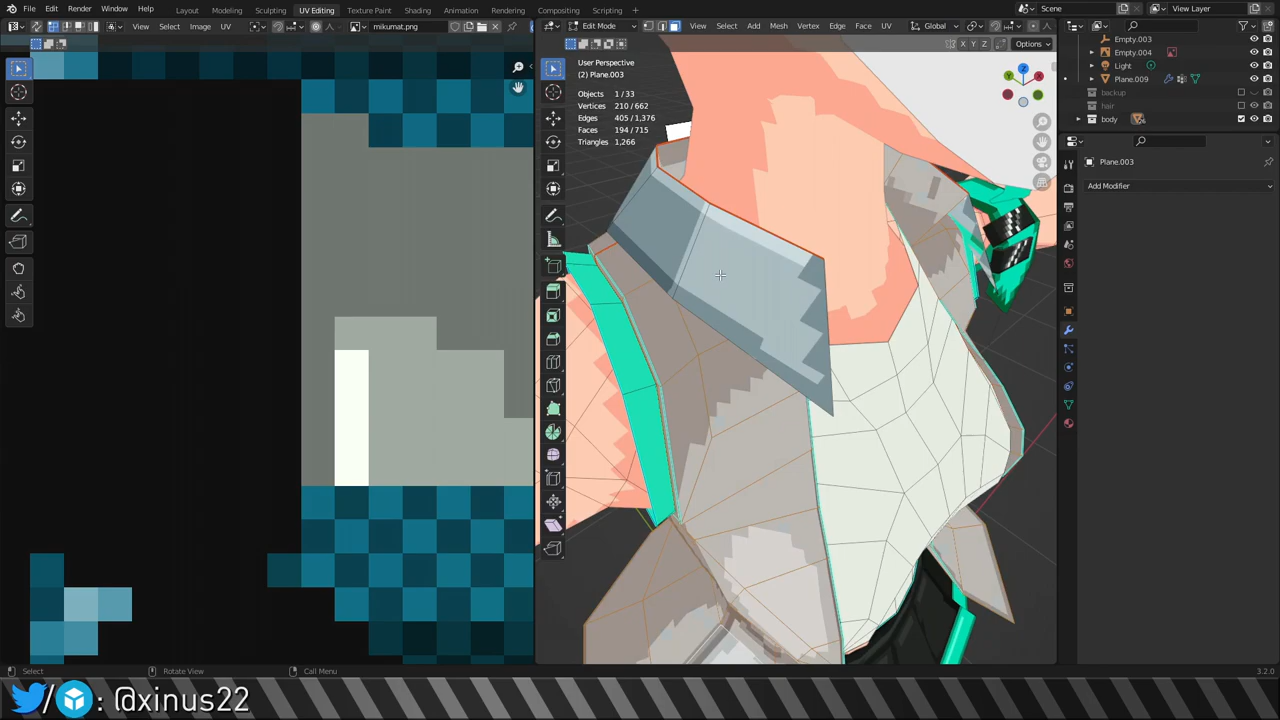 File Edit Render Window Help Layout Modeling Sculpting UV Editing Texture Paint Shading Animation Rendering Compositing Geometry Nodes Scripting
Scene View Layer
View Select Image UV mikumat.png
Edit Mode View Select Add Mesh Vertex Edge Face UV Global
X Y Z Options
User Perspective
(2) Plane.003
Objects 1 / 33
Vertices 210 / 662
Edges 405 / 1,376
Faces 194 / 715
Triangles 1,266
Z
Y X
Empty.003
Empty.004
Light
Plane.009
backup
hair
body
Plane.003
Add Modifier
Select Rotate View Call Menu 3.2.0
/ : @xinus22